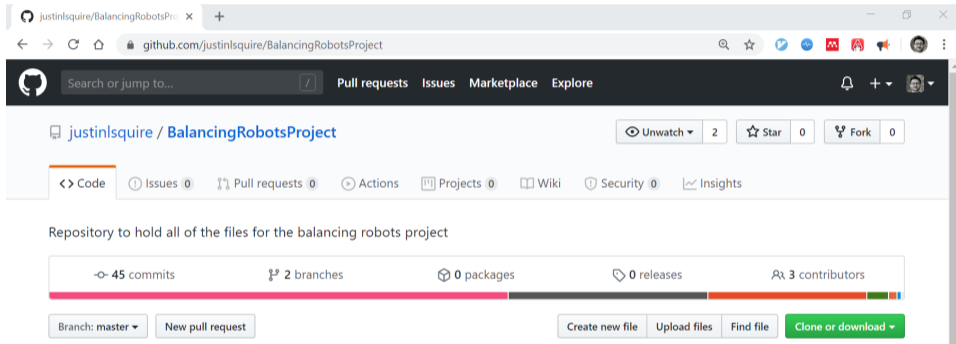 justinlsquire/BalancingRobotsPro
github.com/justinlsquire/BalancingRobotsProject
Search or jump to... / Pull requests Issues Marketplace Explore
justinlsquire / BalancingRobotsProject Unwatch 2 Star 0 Fork 0
Code Issues 0 Pull requests 0 Actions Projects 0 Wiki Security 0 Insights
Repository to hold all of the files for the balancing robots project
45 commits 2 branches 0 packages 0 releases 3 contributors
Branch: master New pull request Create new file Upload files Find file Clone or download